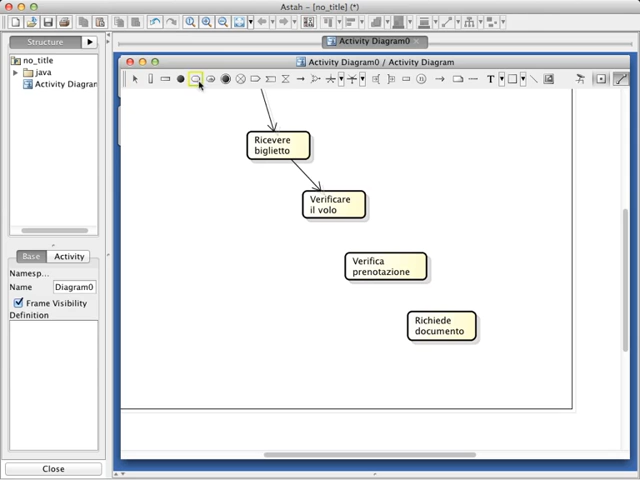 Astah - [no_title] (*)
Structure
Activity Diagram0
no_title
java
Activity Diagram
Activity Diagram0 / Activity Diagram
T
Ricevere
biglietto
Verificare
il volo
Verifica
prenotazione
Richiede
documento
Base
Activity
Namesp...
Name
Diagram0
Frame Visibility
Definition
Close